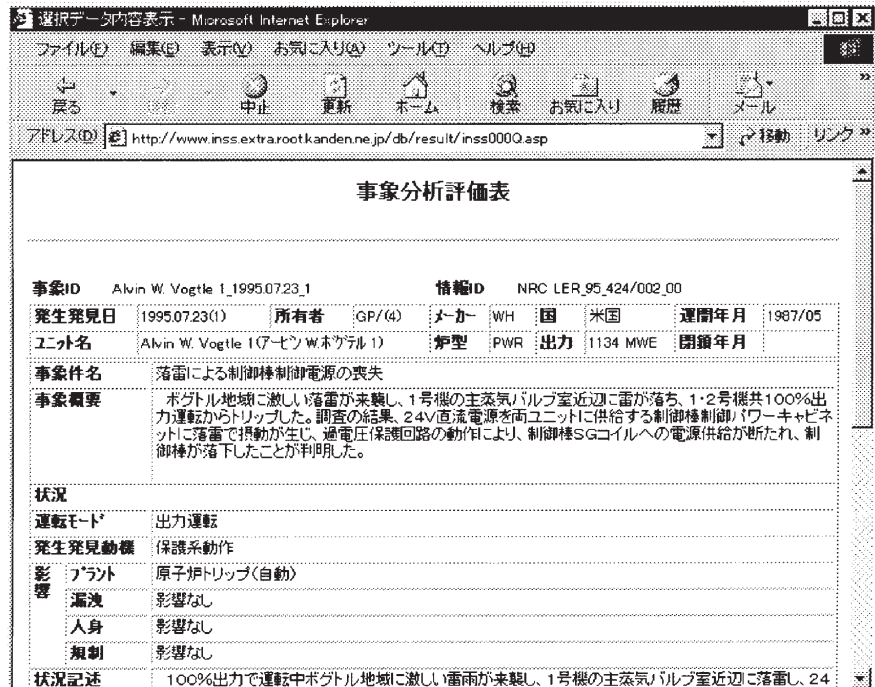 選択データ内容表示 - Microsoft Internet Explorer
ファイル(F) 編集(E) 表示(V) お気に入り(A) ツール(T) ヘルプ(H)
戻る 中止 更新 ホーム 検索 お気に入り 履歴 メール »
アドレス(D) http://www.inss.extra.root.kanden.ne.jp/db/result/inss000Q.asp 移動 リンク »
事象分析評価表
事象ID Alvin W. Vogtle 1_1995.07.23_1 情報ID NRC LER_95_424/002_00
発生発見日 1995.07.23(1) 所有者 GP/(4) メーカー WH 国 米国 運開年月 1987/05
ユニット名 Alvin W. Vogtle 1(アービン W.ボグテル 1) 炉型 PWR 出力 1134 MWE 閉鎖年月
事象件名 落雷による制御棒制御電源の喪失
事象概要 ボグトル地域に激しい落雷が来襲し、1号機の主蒸気バルブ室近辺に雷が落ち、1・2号機共100%出
力運転からトリップした。調査の結果、24V直流電源を両ユニットに供給する制御棒制御パワーキャビネ
ットに落雷で摂動が生じ、過電圧保護回路の動作により、制御棒SGコイルへの電源供給が断たれ、制
御棒が落下したことが判明した。
状況
運転モード 出力運転
発生発見動機 保護系動作
影響 プラント 原子炉トリップ(自動)
漏洩 影響なし
人身 影響なし
規制 影響なし
状況記述 100%出力で運転中ボグトル地域に激しい雷雨が来襲し、1号機の主蒸気バルブ室近辺に落雷し、24